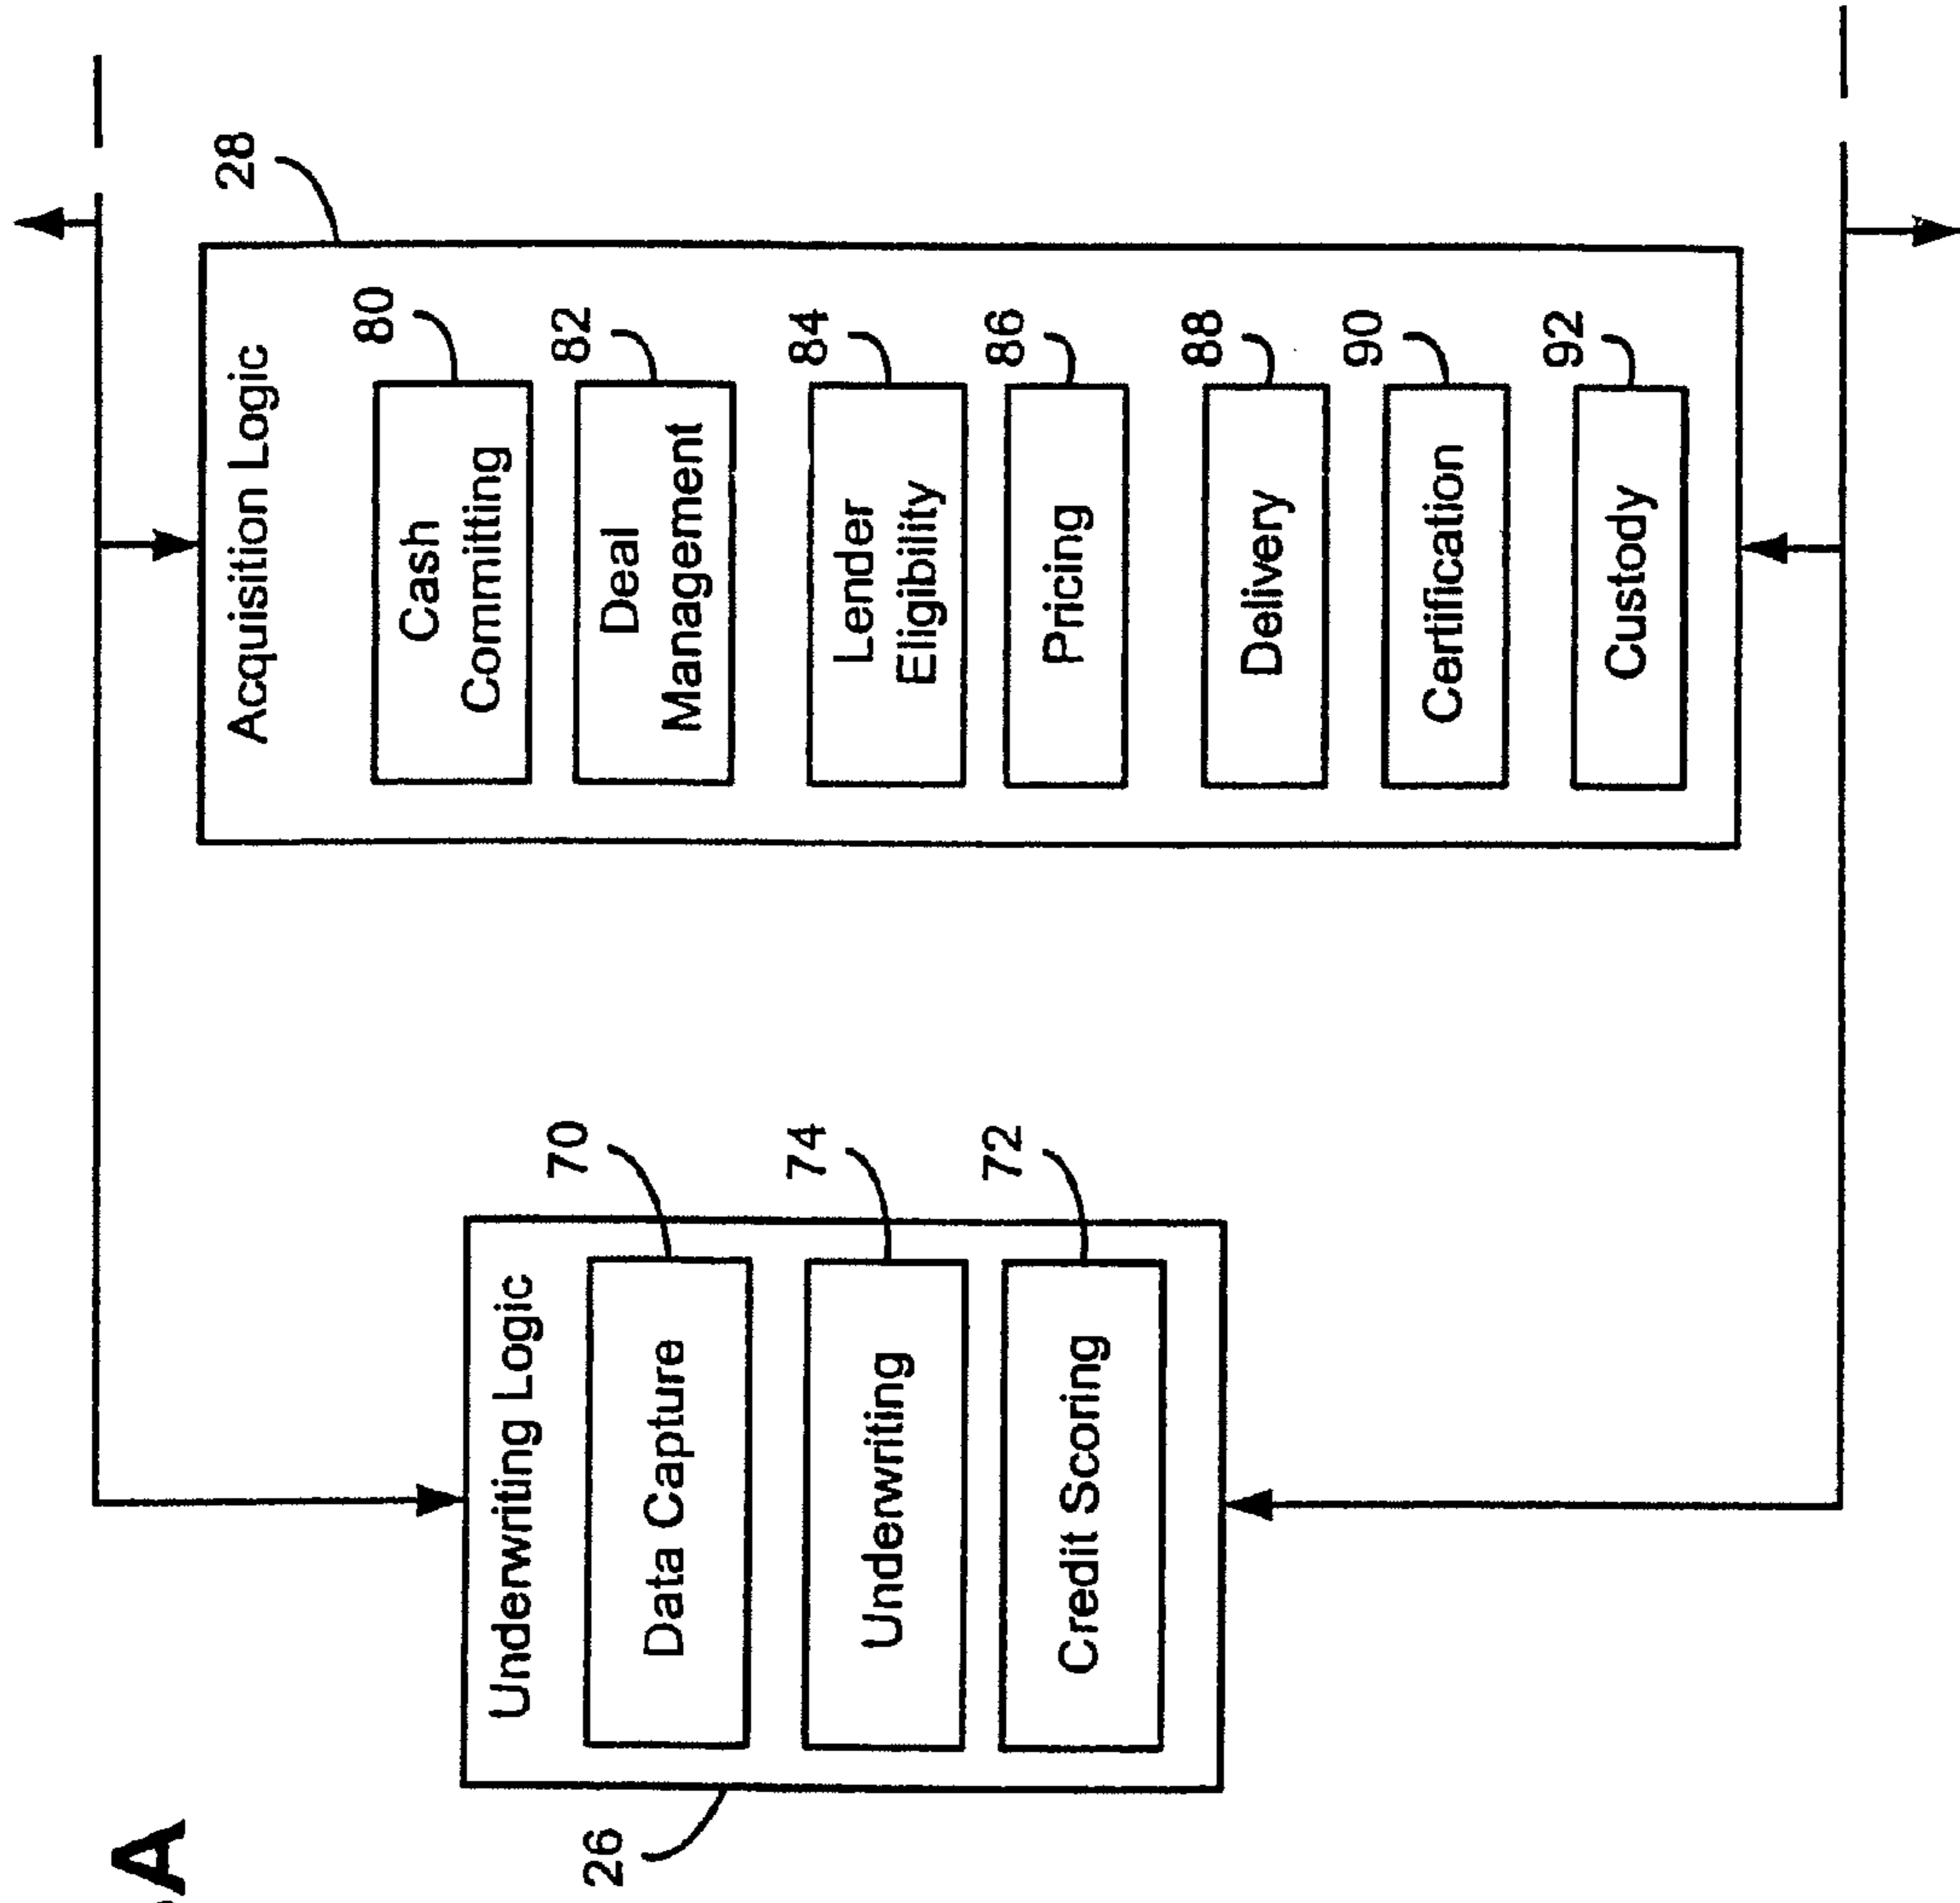 A
26
Underwriting Logic
Data Capture
70
Underwriting
74
Credit Scoring
72
28
Acquisition Logic
Cash
Committing
80
Deal
Management
82
Lender
Eligibility
84
Pricing
86
Delivery
88
Certification
90
Custody
92